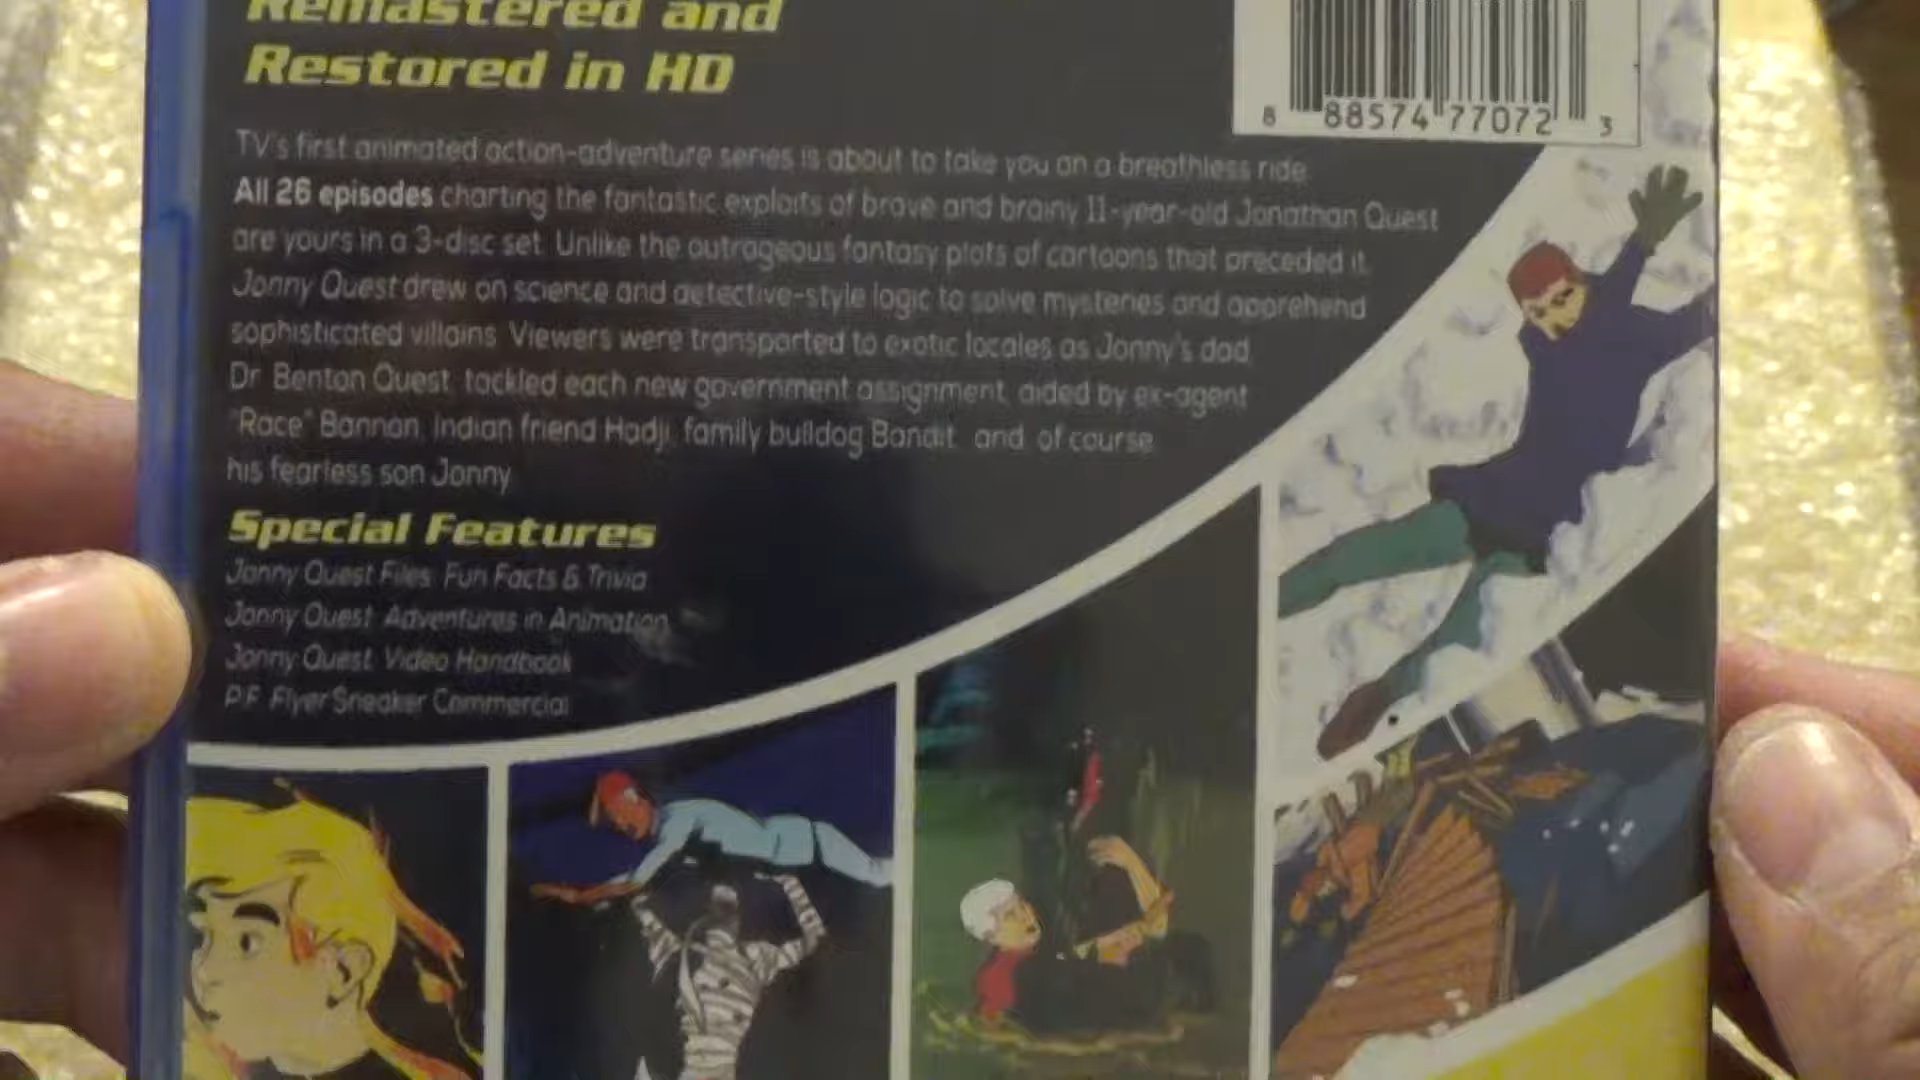 Remastered and
Restored in HD
8 88574 77072 3
TV's first animated action-adventure series is about to take you on a breathless ride.
All 26 episodes charting the fantastic exploits of brave and brainy 11-year-old Jonathan Quest
are yours in a 3-disc set. Unlike the outrageous fantasy plots of cartoons that preceded it,
Jonny Quest drew on science and detective-style logic to solve mysteries and apprehend
sophisticated villains. Viewers were transported to exotic locales as Jonny's dad,
Dr. Benton Quest, tackled each new government assignment, aided by ex-agent
"Race" Bannon, Indian friend Hadji, family bulldog Bandit and, of course,
his fearless son Jonny.
Special Features
Jonny Quest Files: Fun Facts & Trivia
Jonny Quest: Adventures in Animation
Jonny Quest: Video Handbook
P.F. Flyer Sneaker Commercial